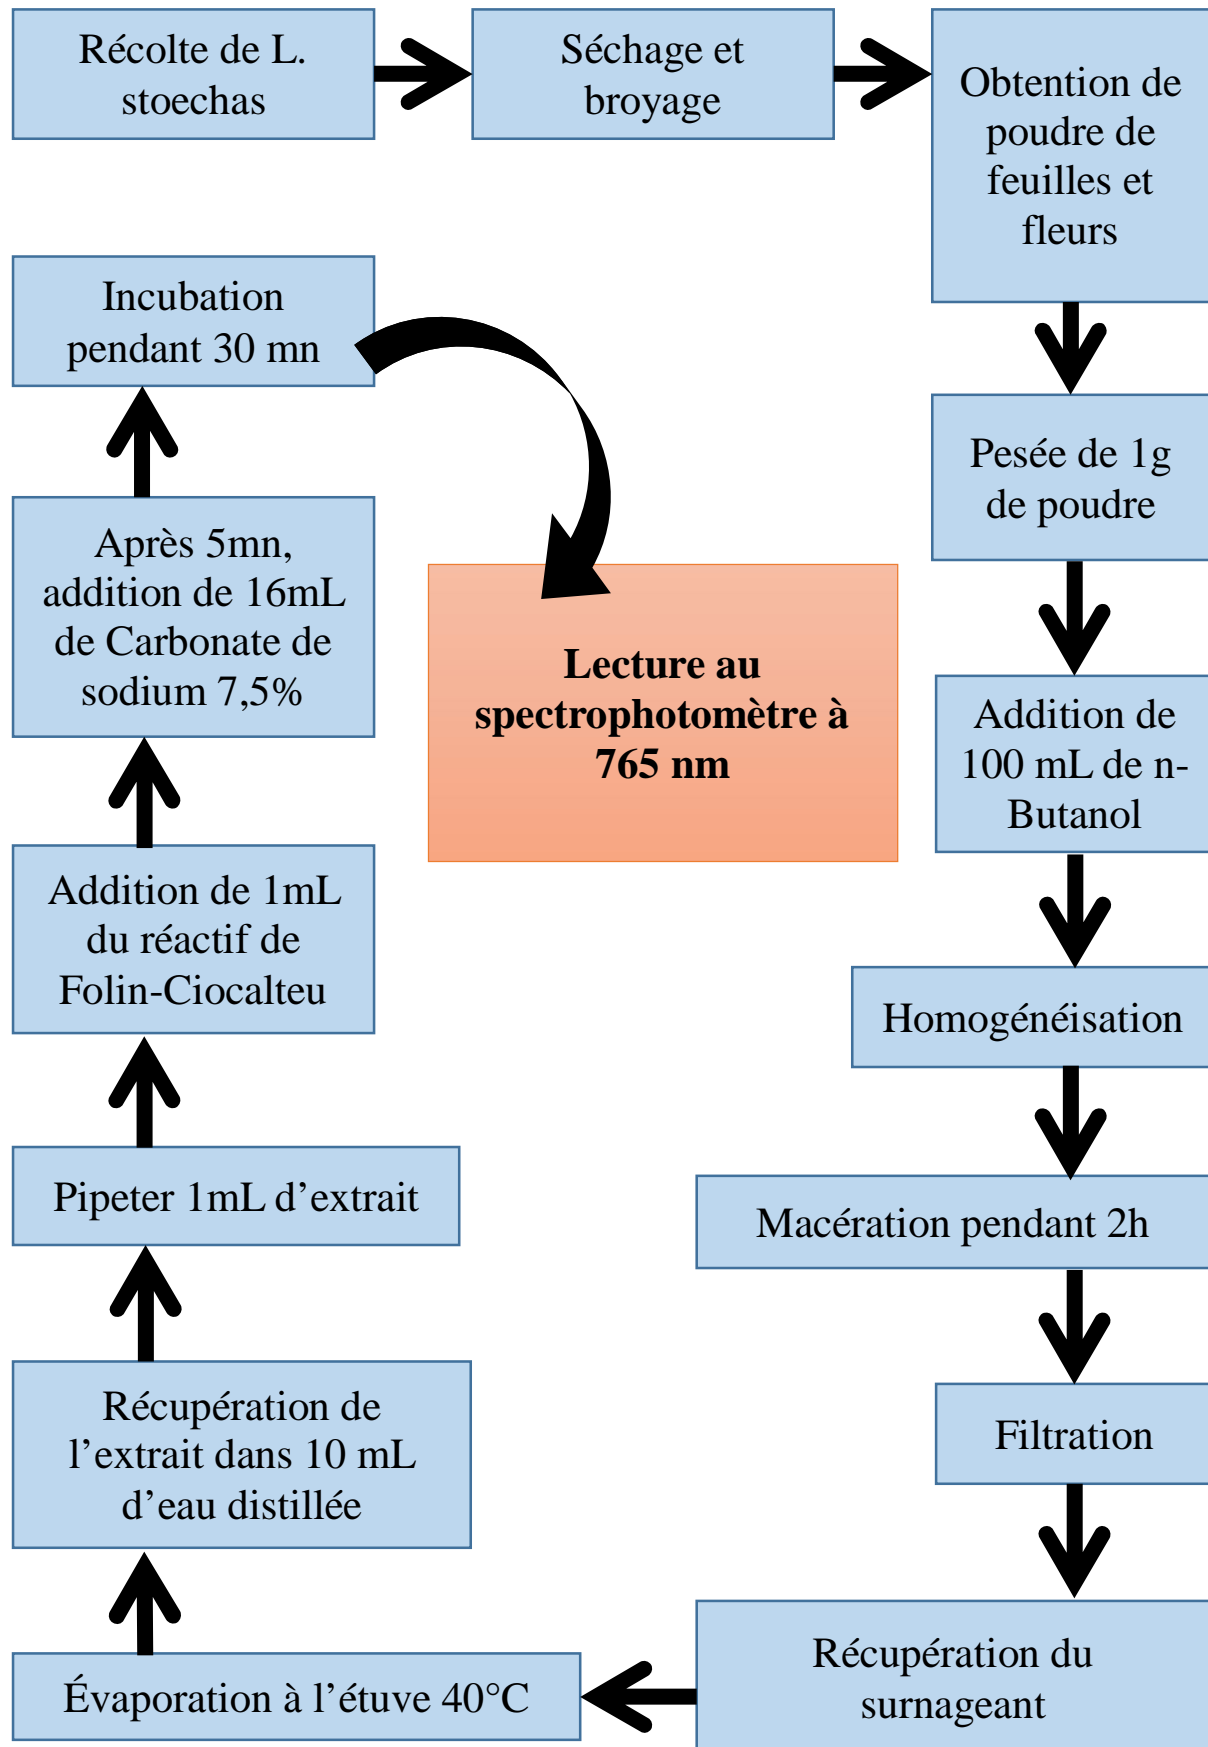 Récolte de L.
stoechas
Séchage et
broyage
Obtention de
poudre de
feuilles et
fleurs
Pesée de 1g
de poudre
Addition de
100 mL de n-
Butanol
Homogénéisation
Macération pendant 2h
Filtration
Récupération du
surnageant
Évaporation à l’étuve 40°C
Récupération de
l’extrait dans 10 mL
d’eau distillée
Pipeter 1mL d’extrait
Addition de 1mL
du réactif de
Folin-Ciocalteu
Après 5mn,
addition de 16mL
de Carbonate de
sodium 7,5%
Incubation
pendant 30 mn
Lecture au
spectrophotomètre à
765 nm